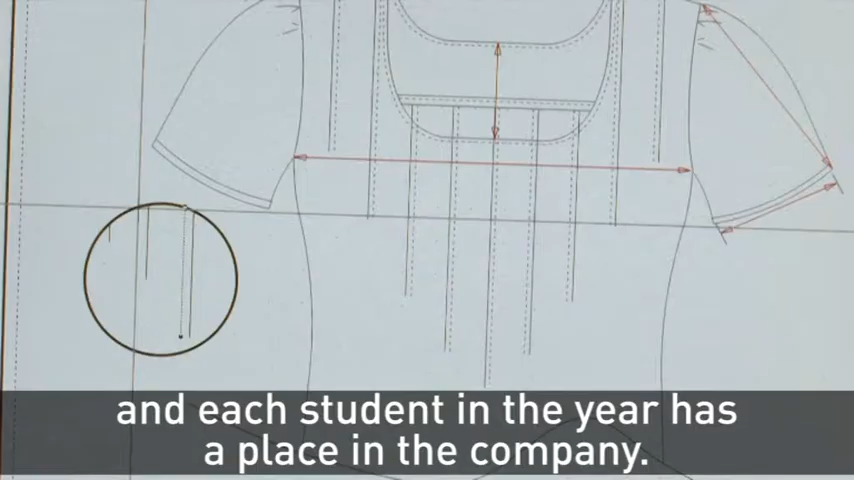 and each student in the year has
a place in the company.